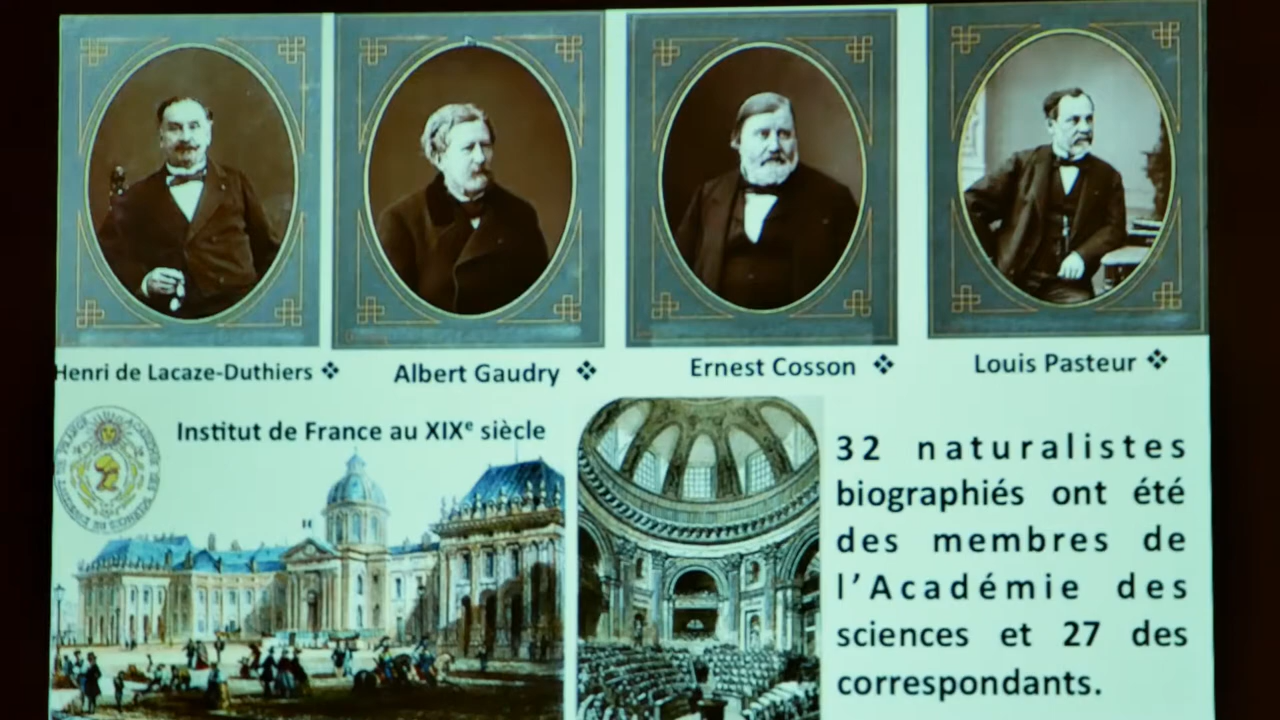 Henri de Lacaze-Duthiers ❖
Albert Gaudry ❖
Ernest Cosson ❖
Louis Pasteur ❖
Institut de France au XIXᵉ siècle
32 naturalistes
biographiés ont été
des membres de
l’Académie des
sciences et 27 des
correspondants.